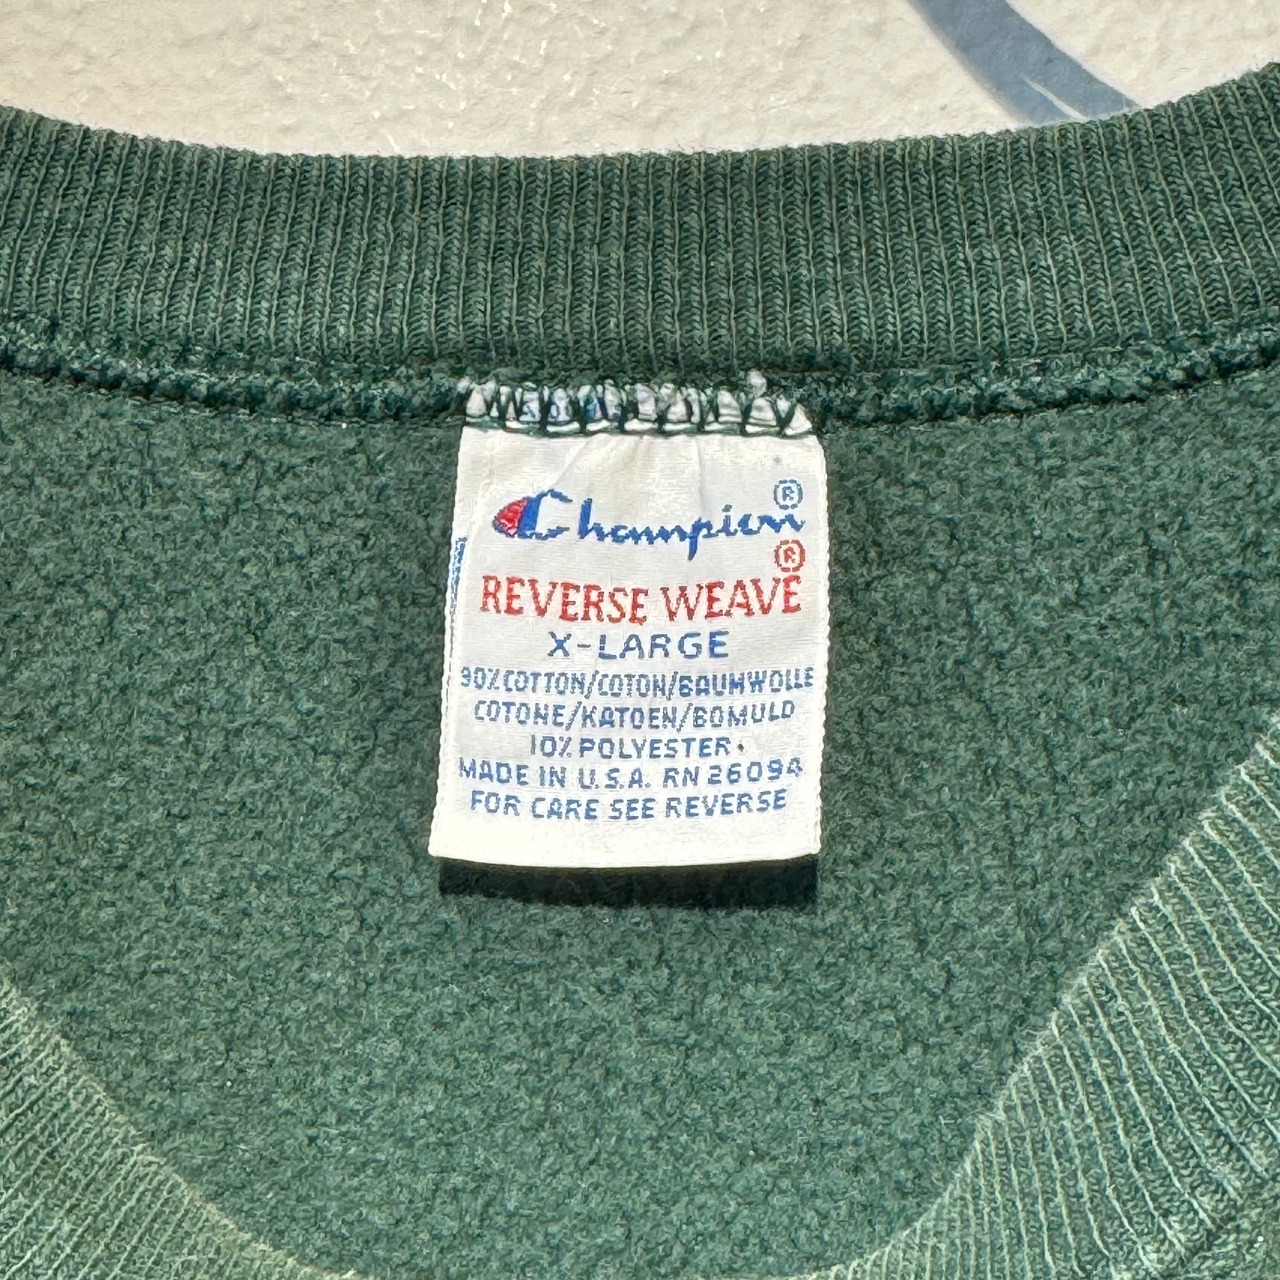 Champion®
REVERSE WEAVE®
X-LARGE
90% COTTON/COTON/BAUMWOLLE
COTONE/KATOEN/BOMULD
10% POLYESTER.
MADE IN U.S.A. RN 26094
FOR CARE SEE REVERSE